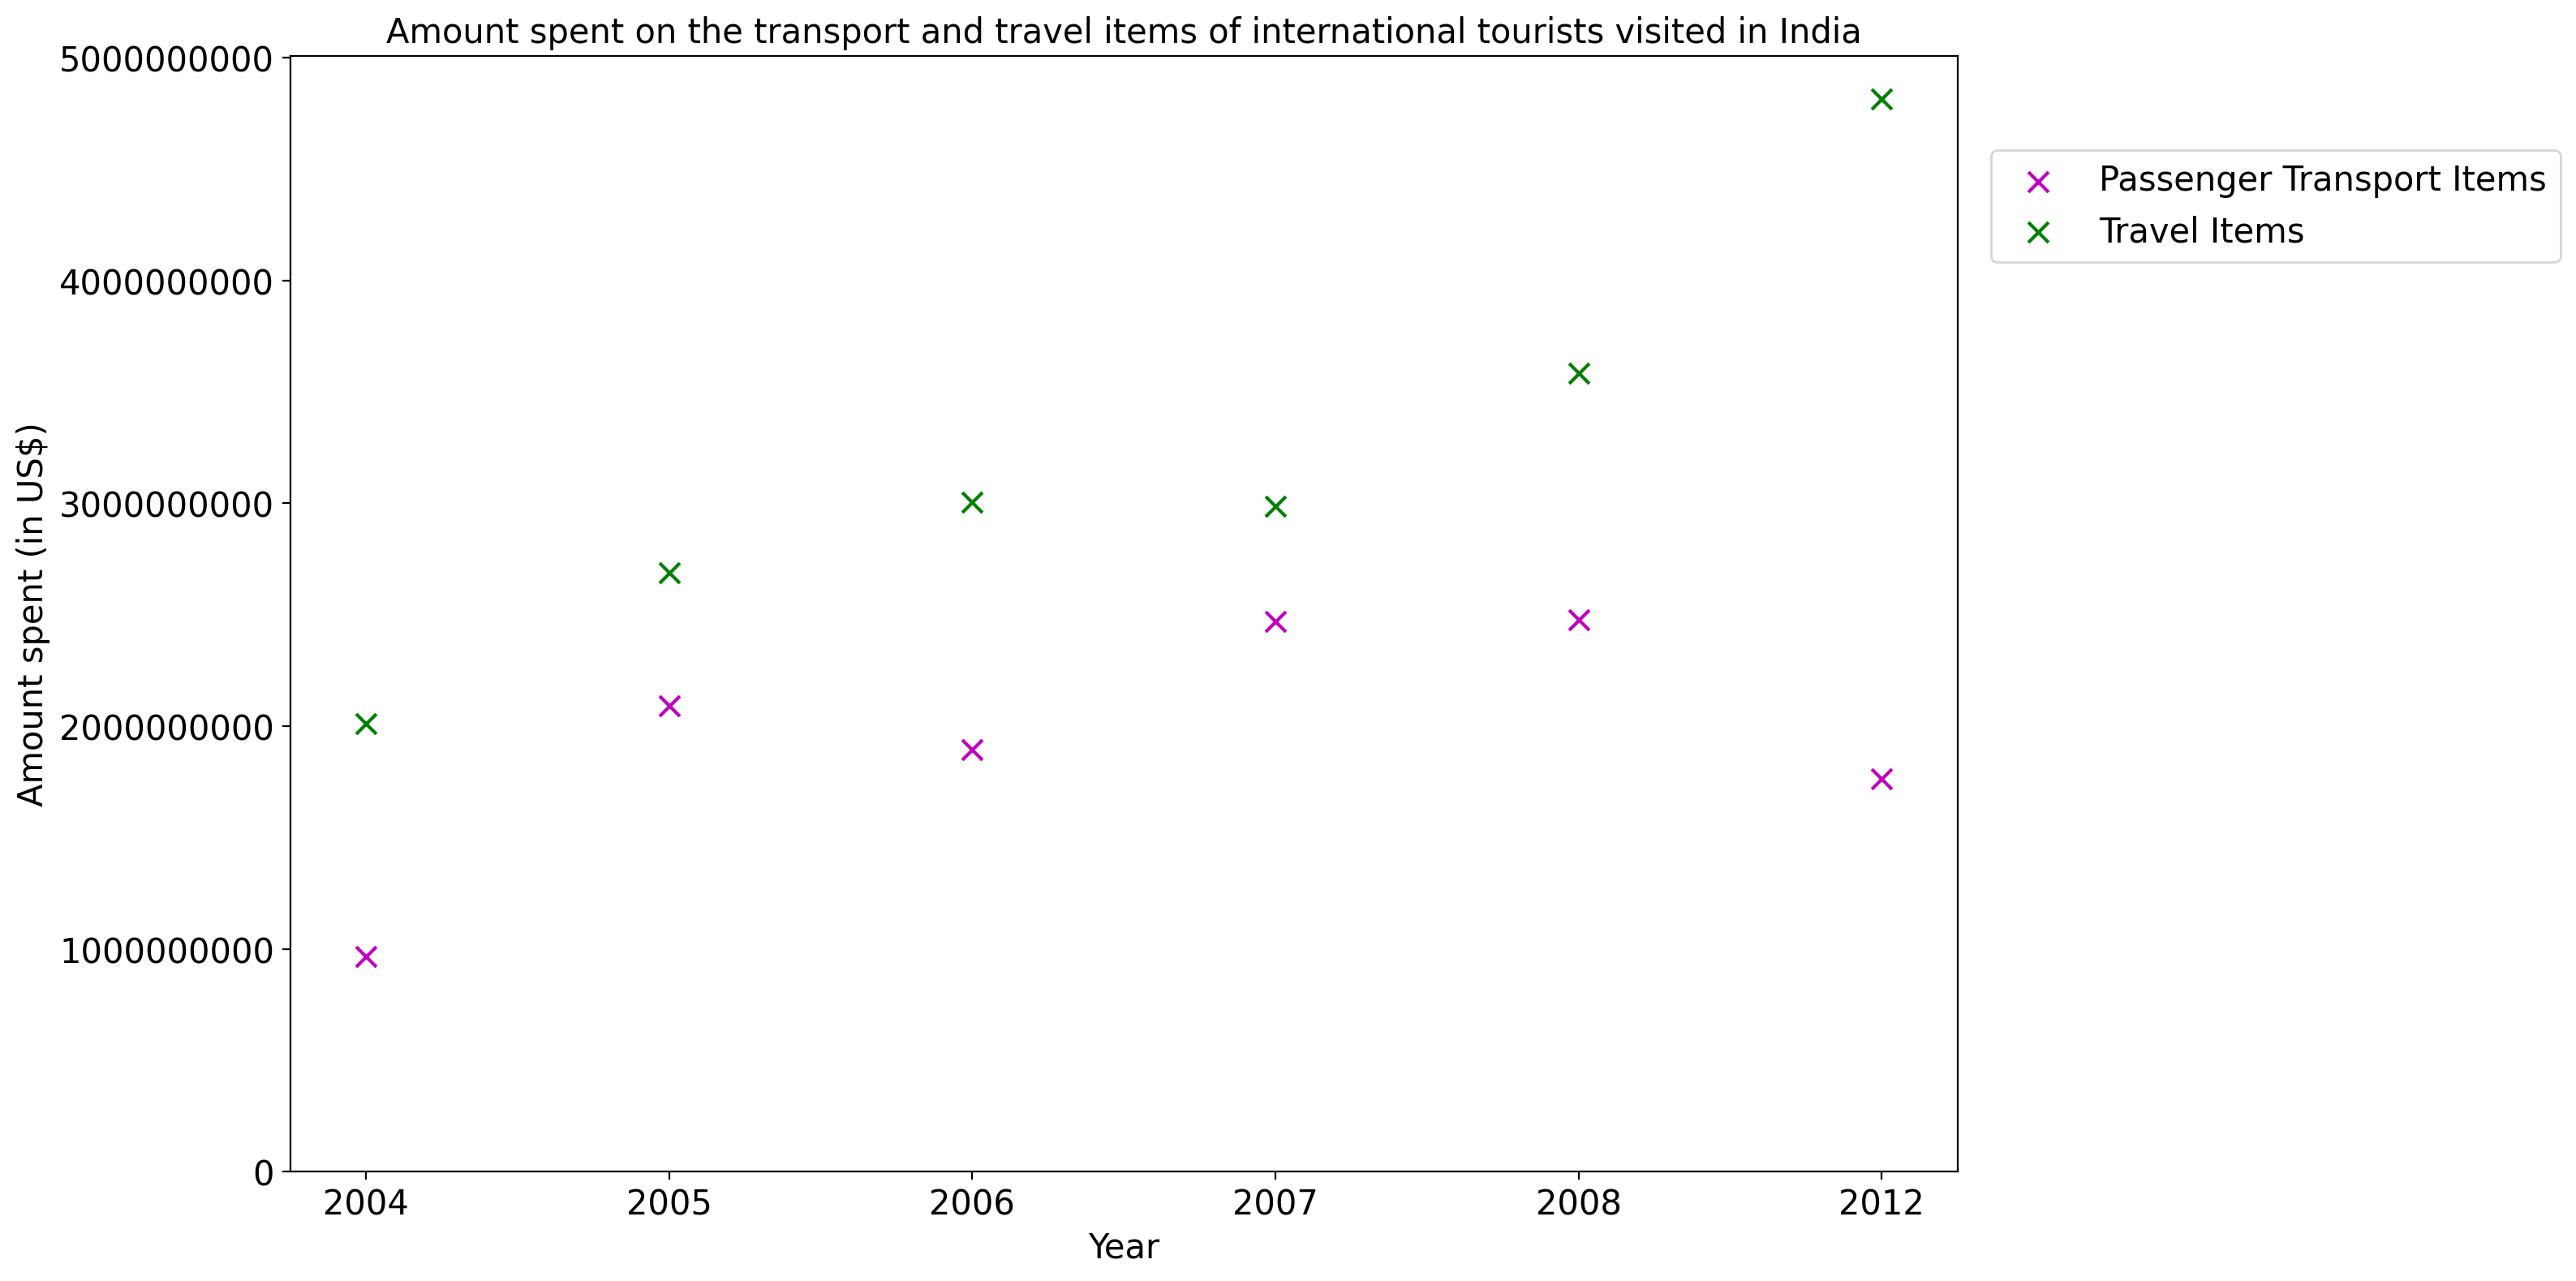 Amount spent on the transport and travel items of international tourists visited in India
5000000000
4000000000
3000000000
2000000000
1000000000
0
Amount spent (in US$)
2004 2005 2006 2007 2008 2012
Year
Passenger Transport Items
Travel Items